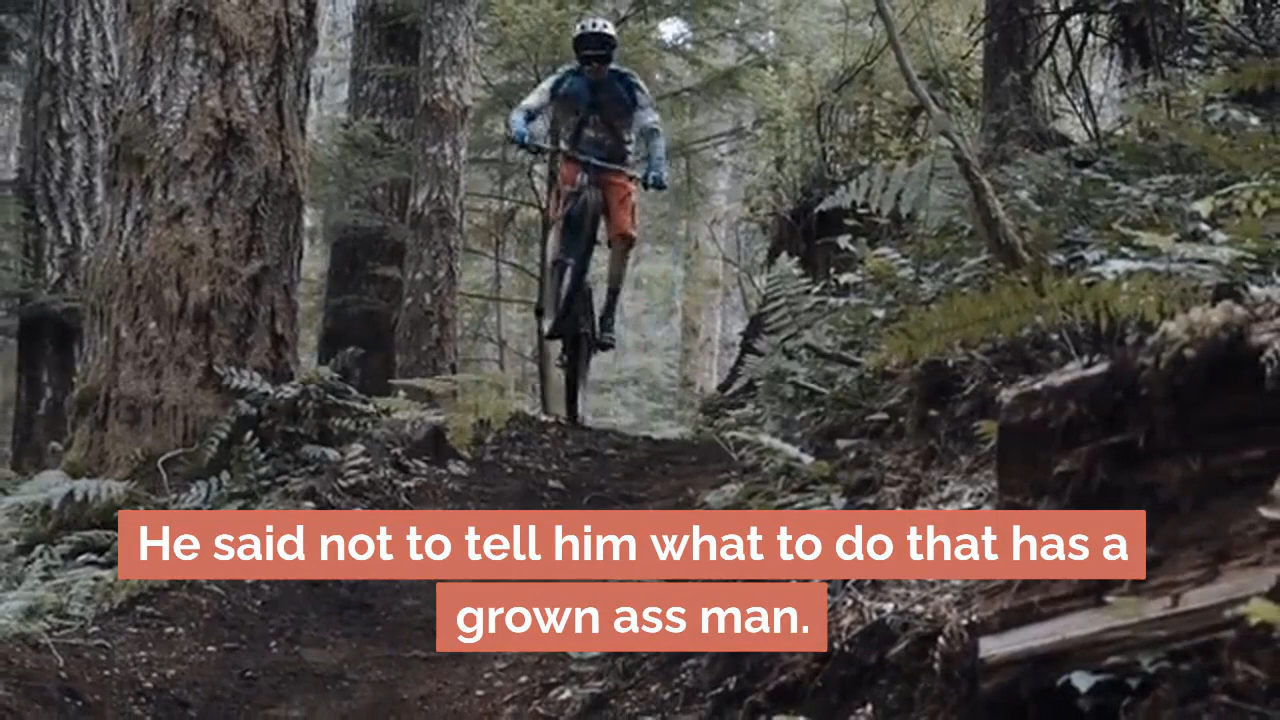 He said not to tell him what to do that has a
grown ass man.